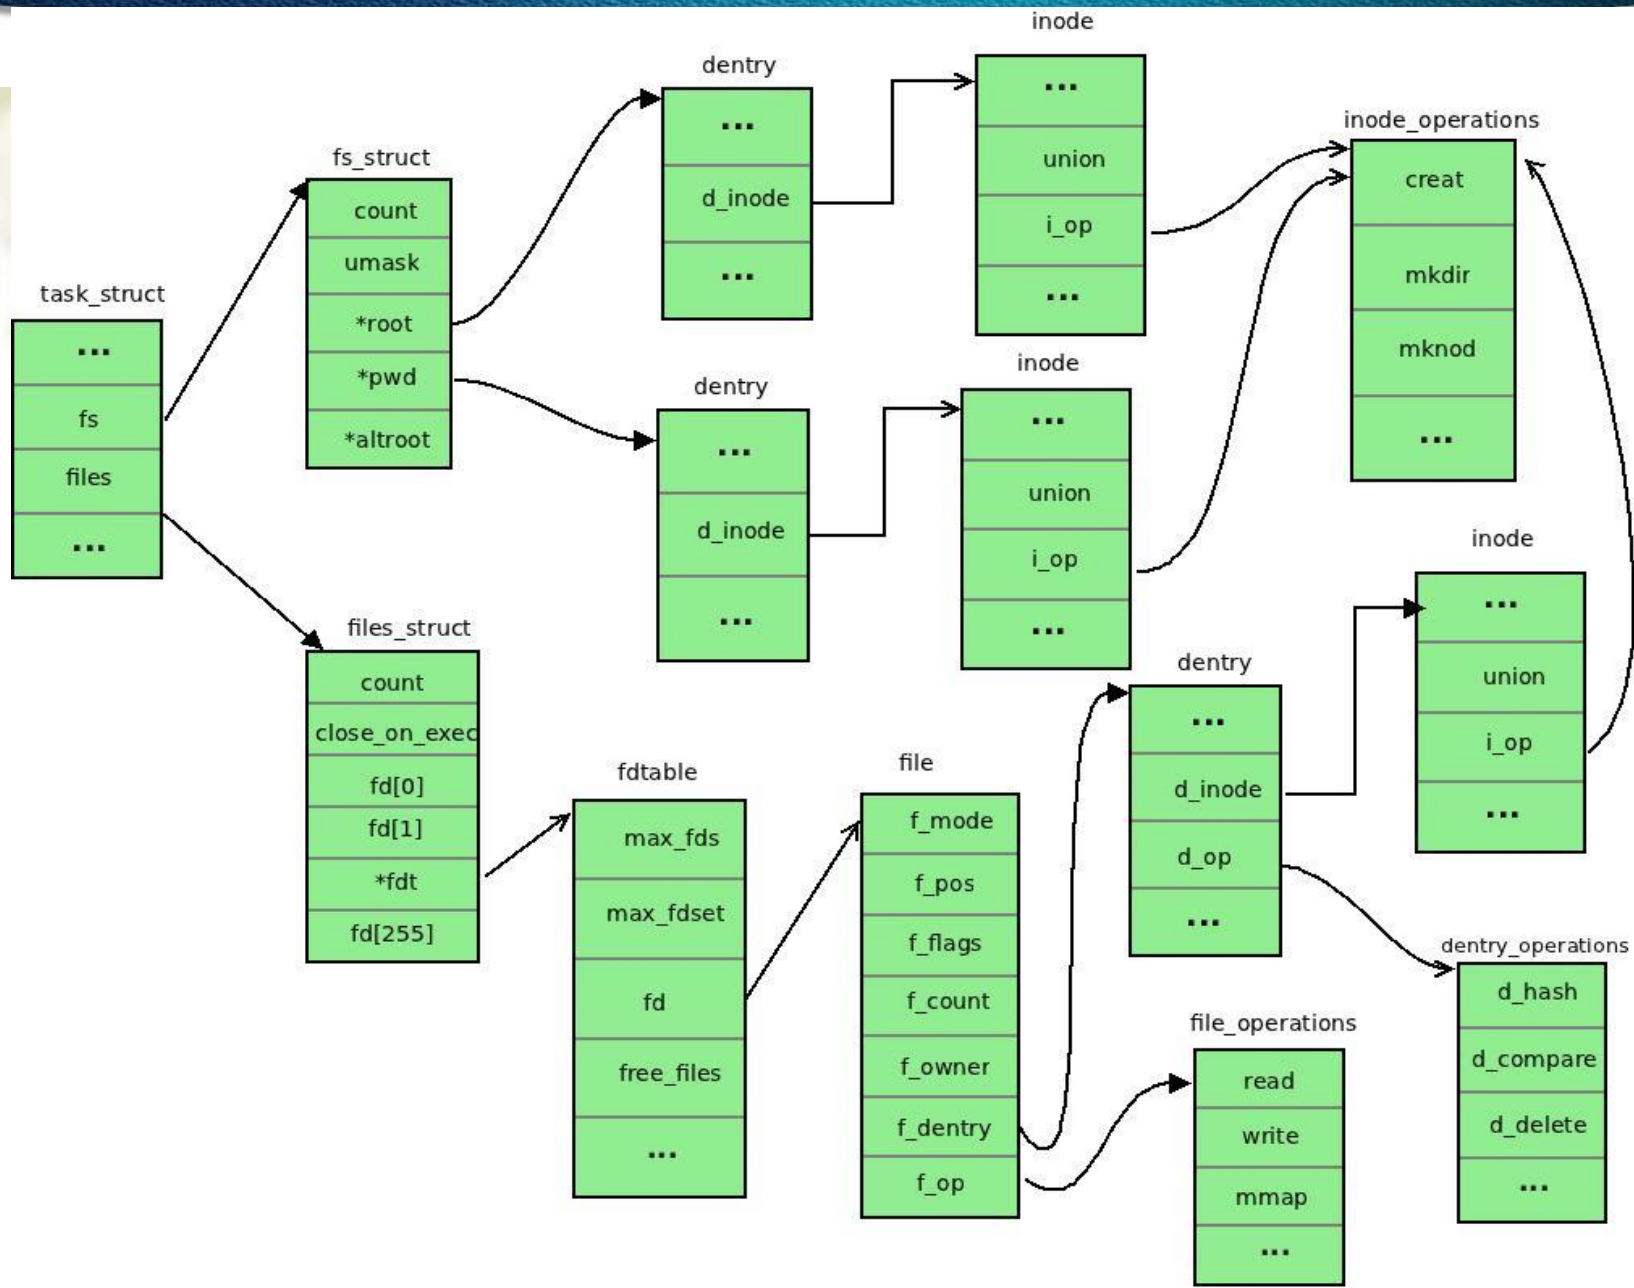 task_struct
...
fs
files
...
fs_struct
count
umask
*root
*pwd
*altroot
dentry
...
d_inode
...
inode
...
union
i_op
...
inode_operations
creat
mkdir
mknod
...
dentry
...
d_inode
...
inode
...
union
i_op
...
files_struct
count
close_on_exec
fd[0]
fd[1]
*fdt
fd[255]
fdtable
max_fds
max_fdset
fd
free_files
...
file
f_mode
f_pos
f_flags
f_count
f_owner
f_dentry
f_op
dentry
...
d_inode
d_op
...
inode
...
union
i_op
...
file_operations
read
write
mmap
...
dentry_operations
d_hash
d_compare
d_delete
...